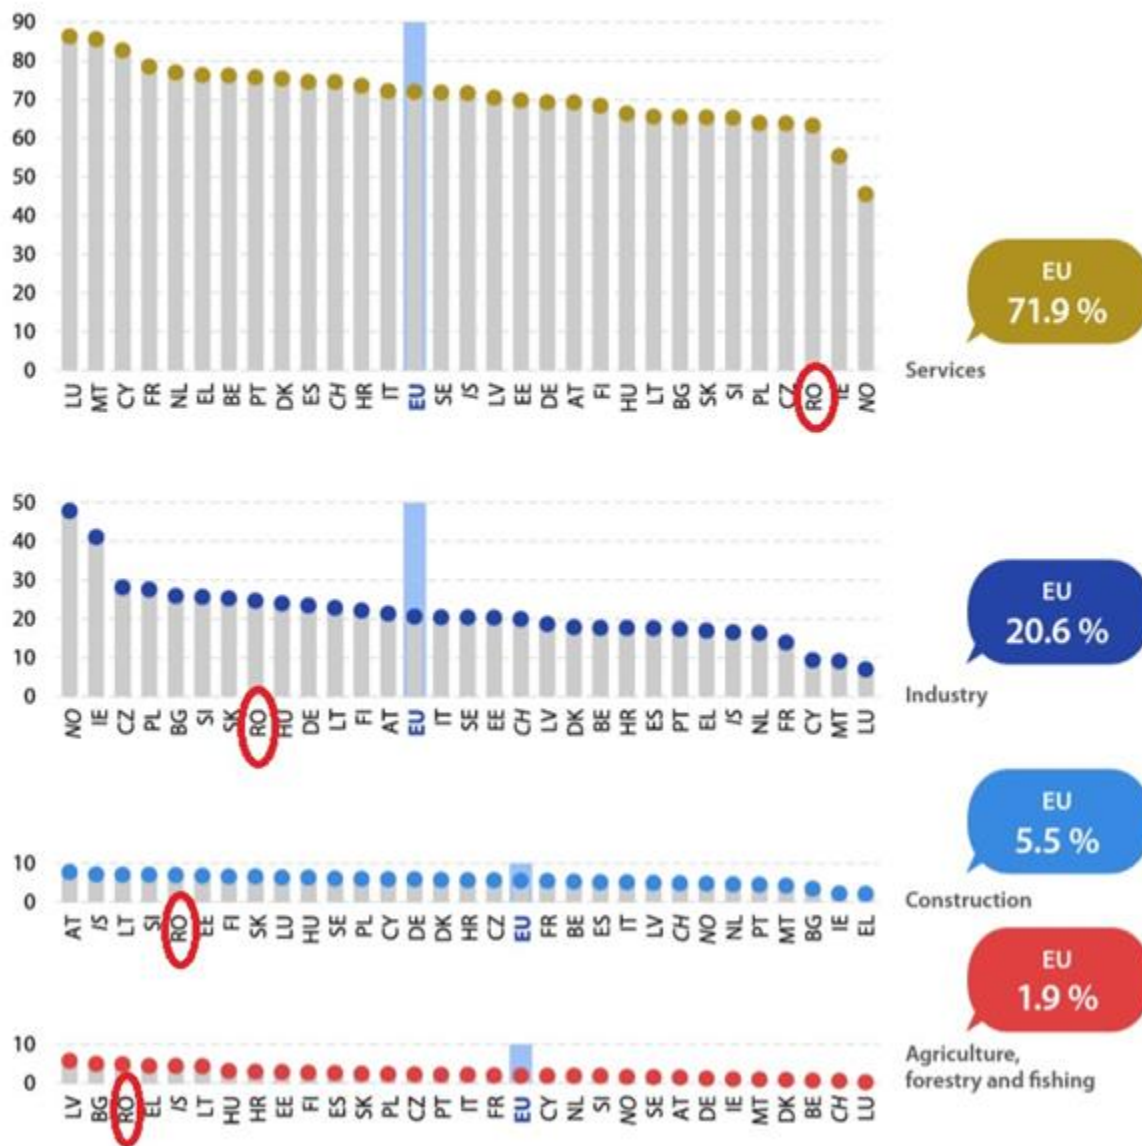 90
80
70
60
50
40
30
20
10
0
LU MT CY FR NL EL BE PT DK ES CH HR IT EU SE IS LV EE DE AT FI HU LT BG SK SI PL CZ RO IE NO
EU
71.9 %
Services
50
40
30
20
10
0
NO IE CZ PL BG SI SK RO HU DE LT FI AT EU IT SE EE CH LV DK BE HR ES PT EL IS NL FR CY MT LU
EU
20.6 %
Industry
10
0
AT IS LT SI RO EE FI SK LU HU SE PL CY DE DK HR CZ EU FR BE ES IT LV CH NO NL PT MT BG IE EL
EU
5.5 %
Construction
10
0
LV BG RO EL IS LT HU HR EE FI ES SK PL CZ PT IT FR EU CY NL SI NO SE AT DE IE MT DK BE CH LU
EU
1.9 %
Agriculture,
forestry and fishing